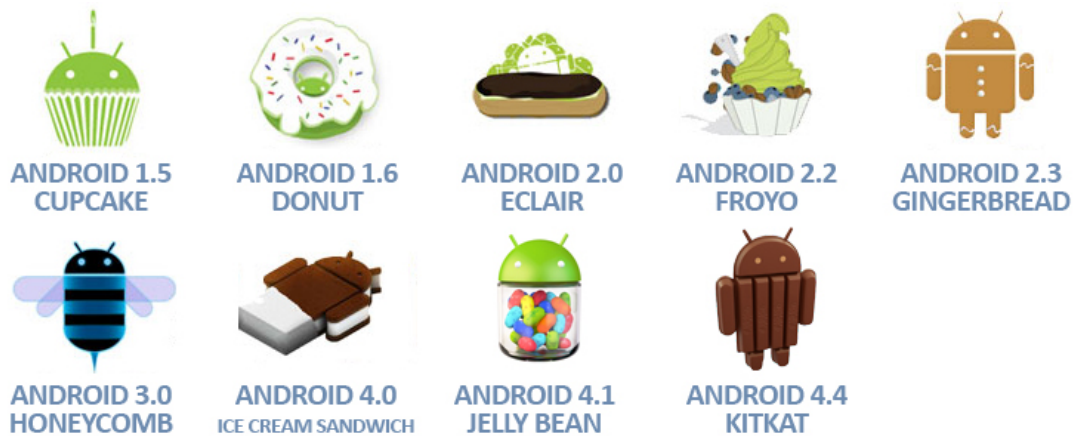 ANDROID 1.5
CUPCAKE
ANDROID 1.6
DONUT
ANDROID 2.0
ECLAIR
ANDROID 2.2
FROYO
ANDROID 2.3
GINGERBREAD
ANDROID 3.0
HONEYCOMB
ANDROID 4.0
ICE CREAM SANDWICH
ANDROID 4.1
JELLY BEAN
ANDROID 4.4
KITKAT